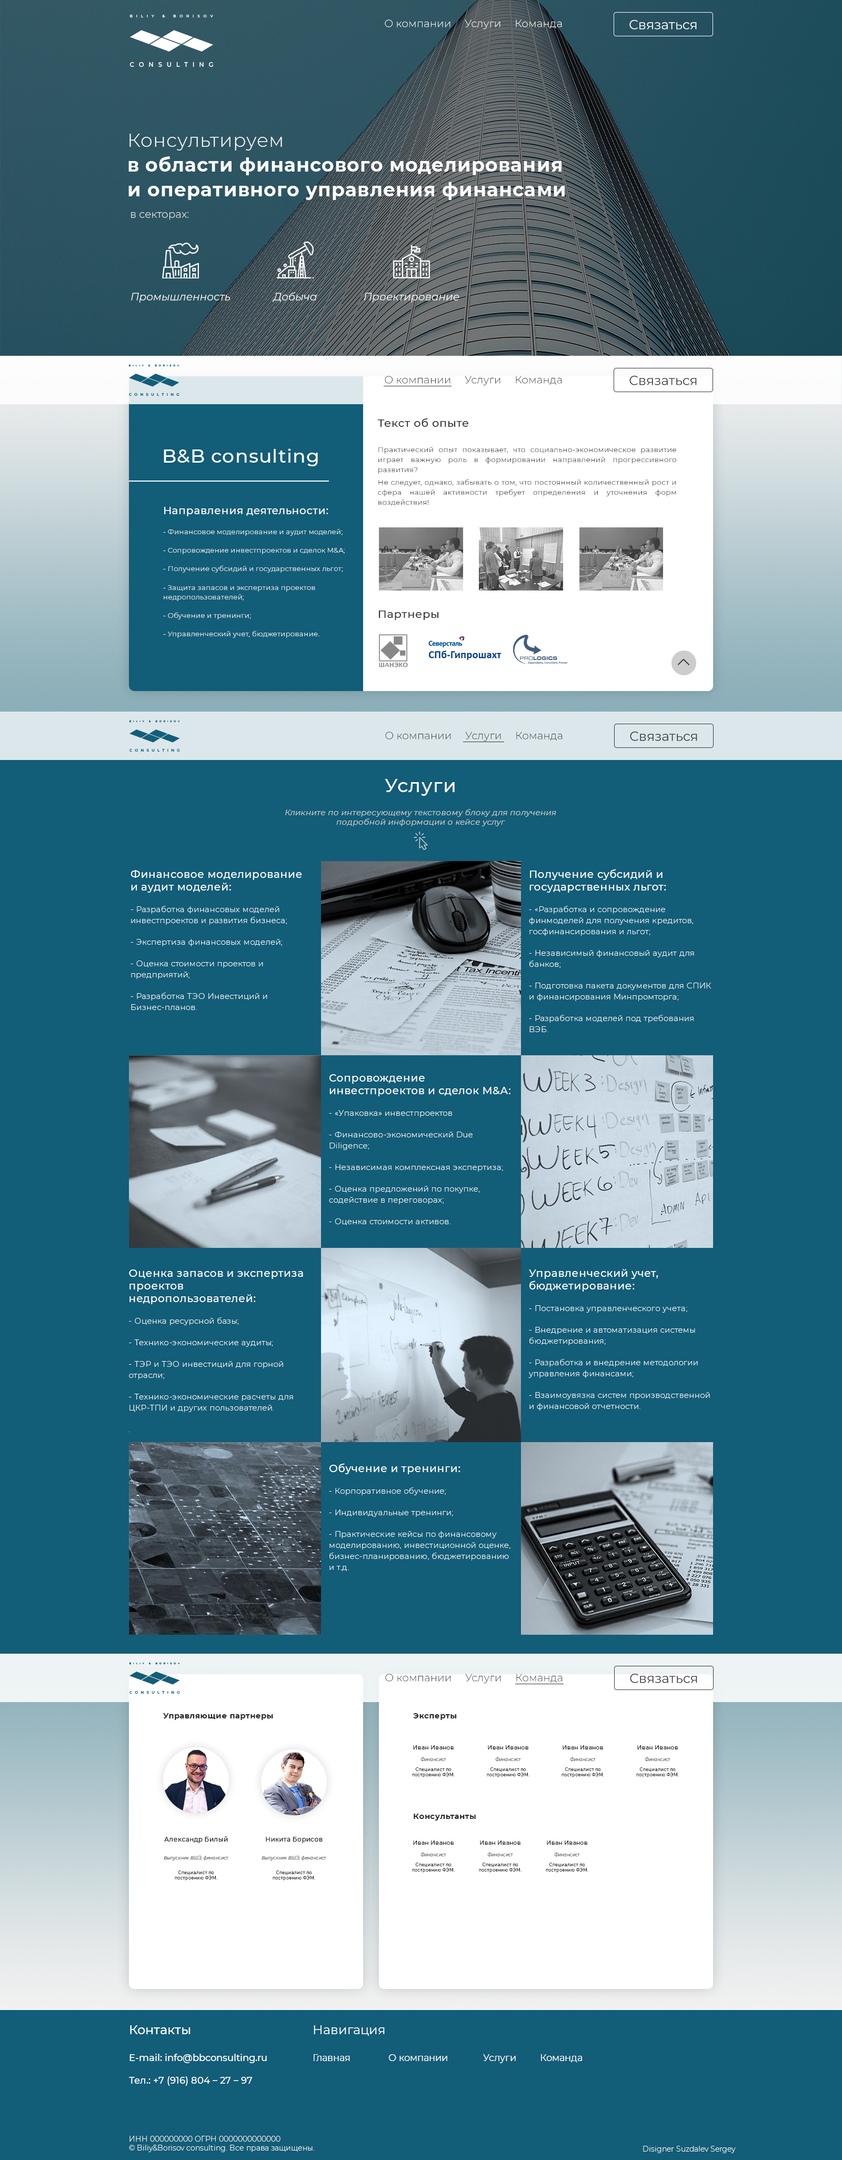 BILIY & BORISOV
CONSULTING
О компании Услуги Команда
Связаться
Консультируем
в области финансового моделирования
и оперативного управления финансами
в секторах:
Промышленность Добыча Проектирование
BILIY & BORISOV
CONSULTING
О компании Услуги Команда
Связаться
B&B consulting
Направления деятельности:
- Финансовое моделирование и аудит моделей;
- Сопровождение инвестпроектов и сделок M&A;
- Получение субсидий и государственных льгот;
- Защита запасов и экспертиза проектов
недропользователей;
- Обучение и тренинги;
- Управленческий учет, бюджетирование.
Текст об опыте
Практический опыт показывает, что социально-экономическое развитие
играет важную роль в формировании направлений прогрессивного
развития?
Не следует, однако, забывать о том, что постоянный количественный рост и
сфера нашей активности требует определения и уточнения форм
воздействия!
Партнеры
ШАНЭКО
Северсталь
СПб-Гипрошахт
PROLOGICS
BILIY & BORISOV
CONSULTING
О компании Услуги Команда
Связаться
Услуги
Кликните по интересующему текстовому блоку для получения
подробной информации о кейсе услуг
Финансовое моделирование
и аудит моделей:
- Разработка финансовых моделей
инвестпроектов и развития бизнеса;
- Экспертиза финансовых моделей;
- Оценка стоимости проектов и
предприятий;
- Разработка ТЭО Инвестиций и
Бизнес-планов.
Tax Incenti
Получение субсидий и
государственных льгот:
- «Разработка и сопровождение
финмоделей для получения кредитов,
госфинансирования и льгот;
- Независимый финансовый аудит для
банков;
- Подготовка пакета документов для СПИК
и финансирования Минпромторга;
- Разработка моделей под требования
ВЭБ.
Сопровождение
инвестпроектов и сделок M&A:
- «Упаковка» инвестпроектов
- Финансово-экономический Due
Diligence;
- Независимая комплексная экспертиза;
- Оценка предложений по покупке,
содействие в переговорах;
- Оценка стоимости активов.
WEEK 3: Design
WEEK 4: Design
WEEK 5: Design
WEEK 6: Dev
WEEK 7: Dev
ADMIN
Оценка запасов и экспертиза
проектов
недропользователей:
- Оценка ресурсной базы;
- Технико-экономические аудиты;
- ТЭР и ТЭО инвестиций для горной
отрасли;
- Технико-экономические расчеты для
ЦКР-ТПИ и других пользователей.
Управленческий учет,
бюджетирование:
- Постановка управленческого учета;
- Внедрение и автоматизация системы
бюджетирования;
- Разработка и внедрение методологии
управления финансами;
- Взаимоувязка систем производственной
и финансовой отчетности.
Обучение и тренинги:
- Корпоративное обучение;
- Индивидуальные тренинги;
- Практические кейсы по финансовому
моделированию, инвестиционной оценке,
бизнес-планированию, бюджетированию
и т.д.
BILIY & BORISOV
CONSULTING
О компании Услуги Команда
Связаться
Управляющие партнеры
Александр Билый Никита Борисов
Выпускник ВШЭ, финансист Выпускник ВШЭ, финансист
Специалист по Специалист по
построению ФЭМ. построению ФЭМ.
Эксперты
Иван Иванов Иван Иванов Иван Иванов Иван Иванов
Финансист Финансист Финансист Финансист
Специалист по Специалист по Специалист по Специалист по
построению ФЭМ. построению ФЭМ. построению ФЭМ. построению ФЭМ.
Консультанты
Иван Иванов Иван Иванов Иван Иванов
Финансист Финансист Финансист
Специалист по Специалист по Специалист по
построению ФЭМ. построению ФЭМ. построению ФЭМ.
Контакты
E-mail: info@bbconsulting.ru
Тел.: +7 (916) 804 – 27 – 97
Навигация
Главная О компании Услуги Команда
ИНН 000000000 ОГРН 0000000000000
© Biliy&Borisov consulting. Все права защищены.
Disigner Suzdalev Sergey